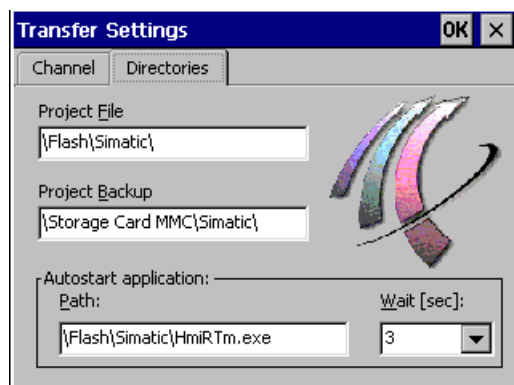 Transfer Settings OK ×
Channel Directories
Project File
\Flash\Simatic\
Project Backup
\Storage Card MMC\Simatic\
Autostart application:
Path: Wait [sec]:
\Flash\Simatic\HmiRTm.exe 3